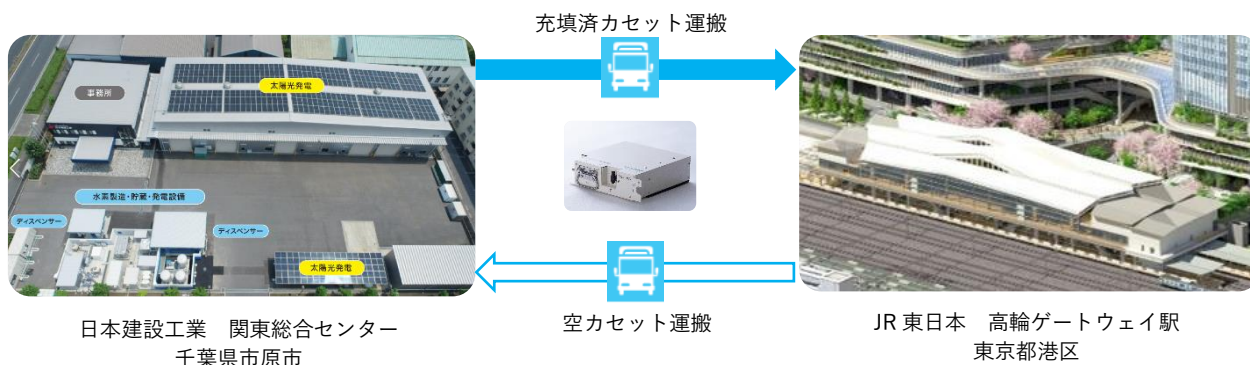 充填済カセット運搬
太陽光発電
事務所
水素製造・貯蔵・発電設備
ディスペンサー
ディスペンサー
太陽光発電
空カセット運搬
日本建設工業 関東総合センター
千葉県市原市
JR東日本 高輪ゲートウェイ駅
東京都港区